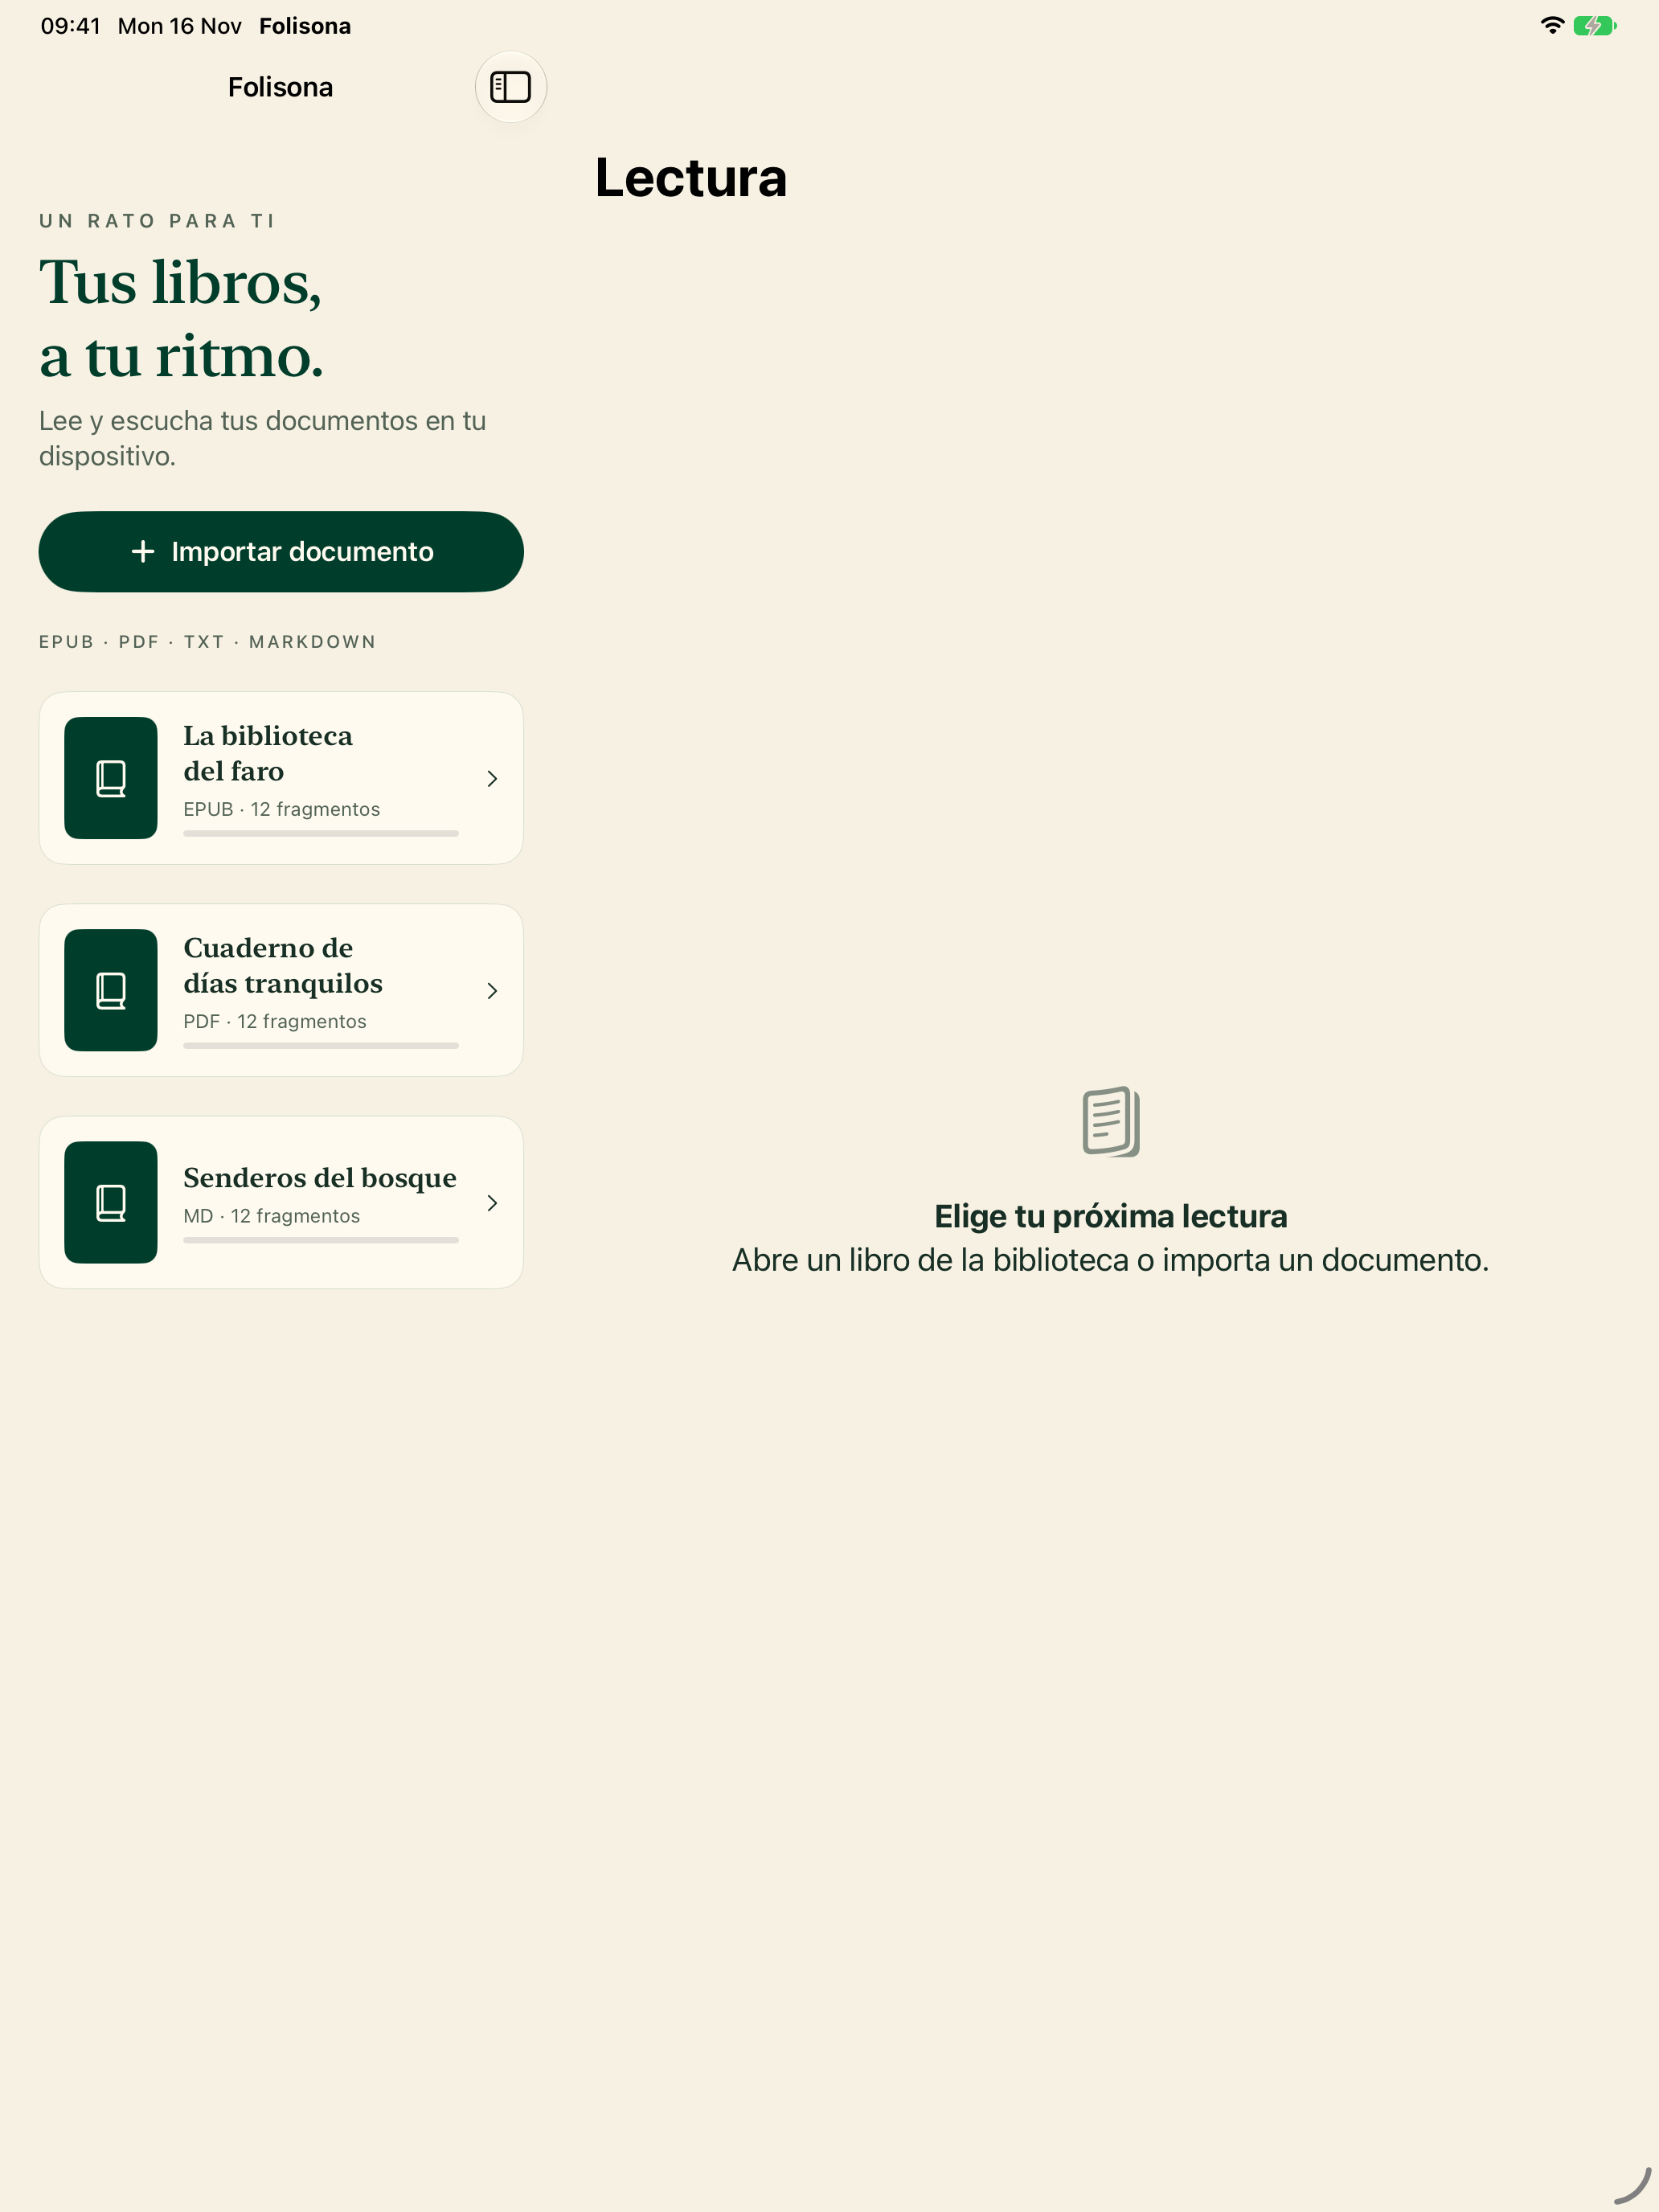 09:41 Mon 16 Nov Folisona
Folisona
Lectura
UN RATO PARA TI
Tus libros,
a tu ritmo.
Lee y escucha tus documentos en tu
dispositivo.
Importar documento
EPUB · PDF · TXT · MARKDOWN
La biblioteca
del faro
EPUB · 12 fragmentos
Cuaderno de
días tranquilos
PDF · 12 fragmentos
Senderos del bosque
MD · 12 fragmentos
Elige tu próxima lectura
Abre un libro de la biblioteca o importa un documento.